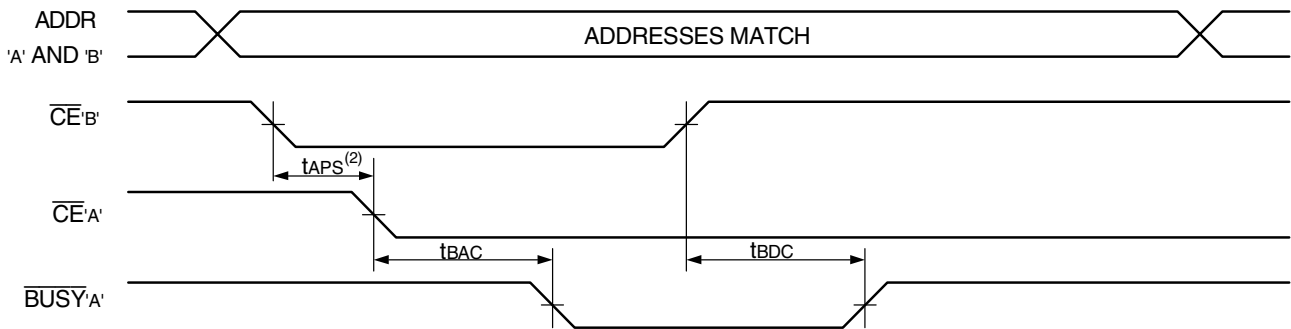 ADDR
'A' AND 'B'
ADDRESSES MATCH
CE'B'
tAPS(2)
CE'A'
tBAC
tBDC
BUSY'A'